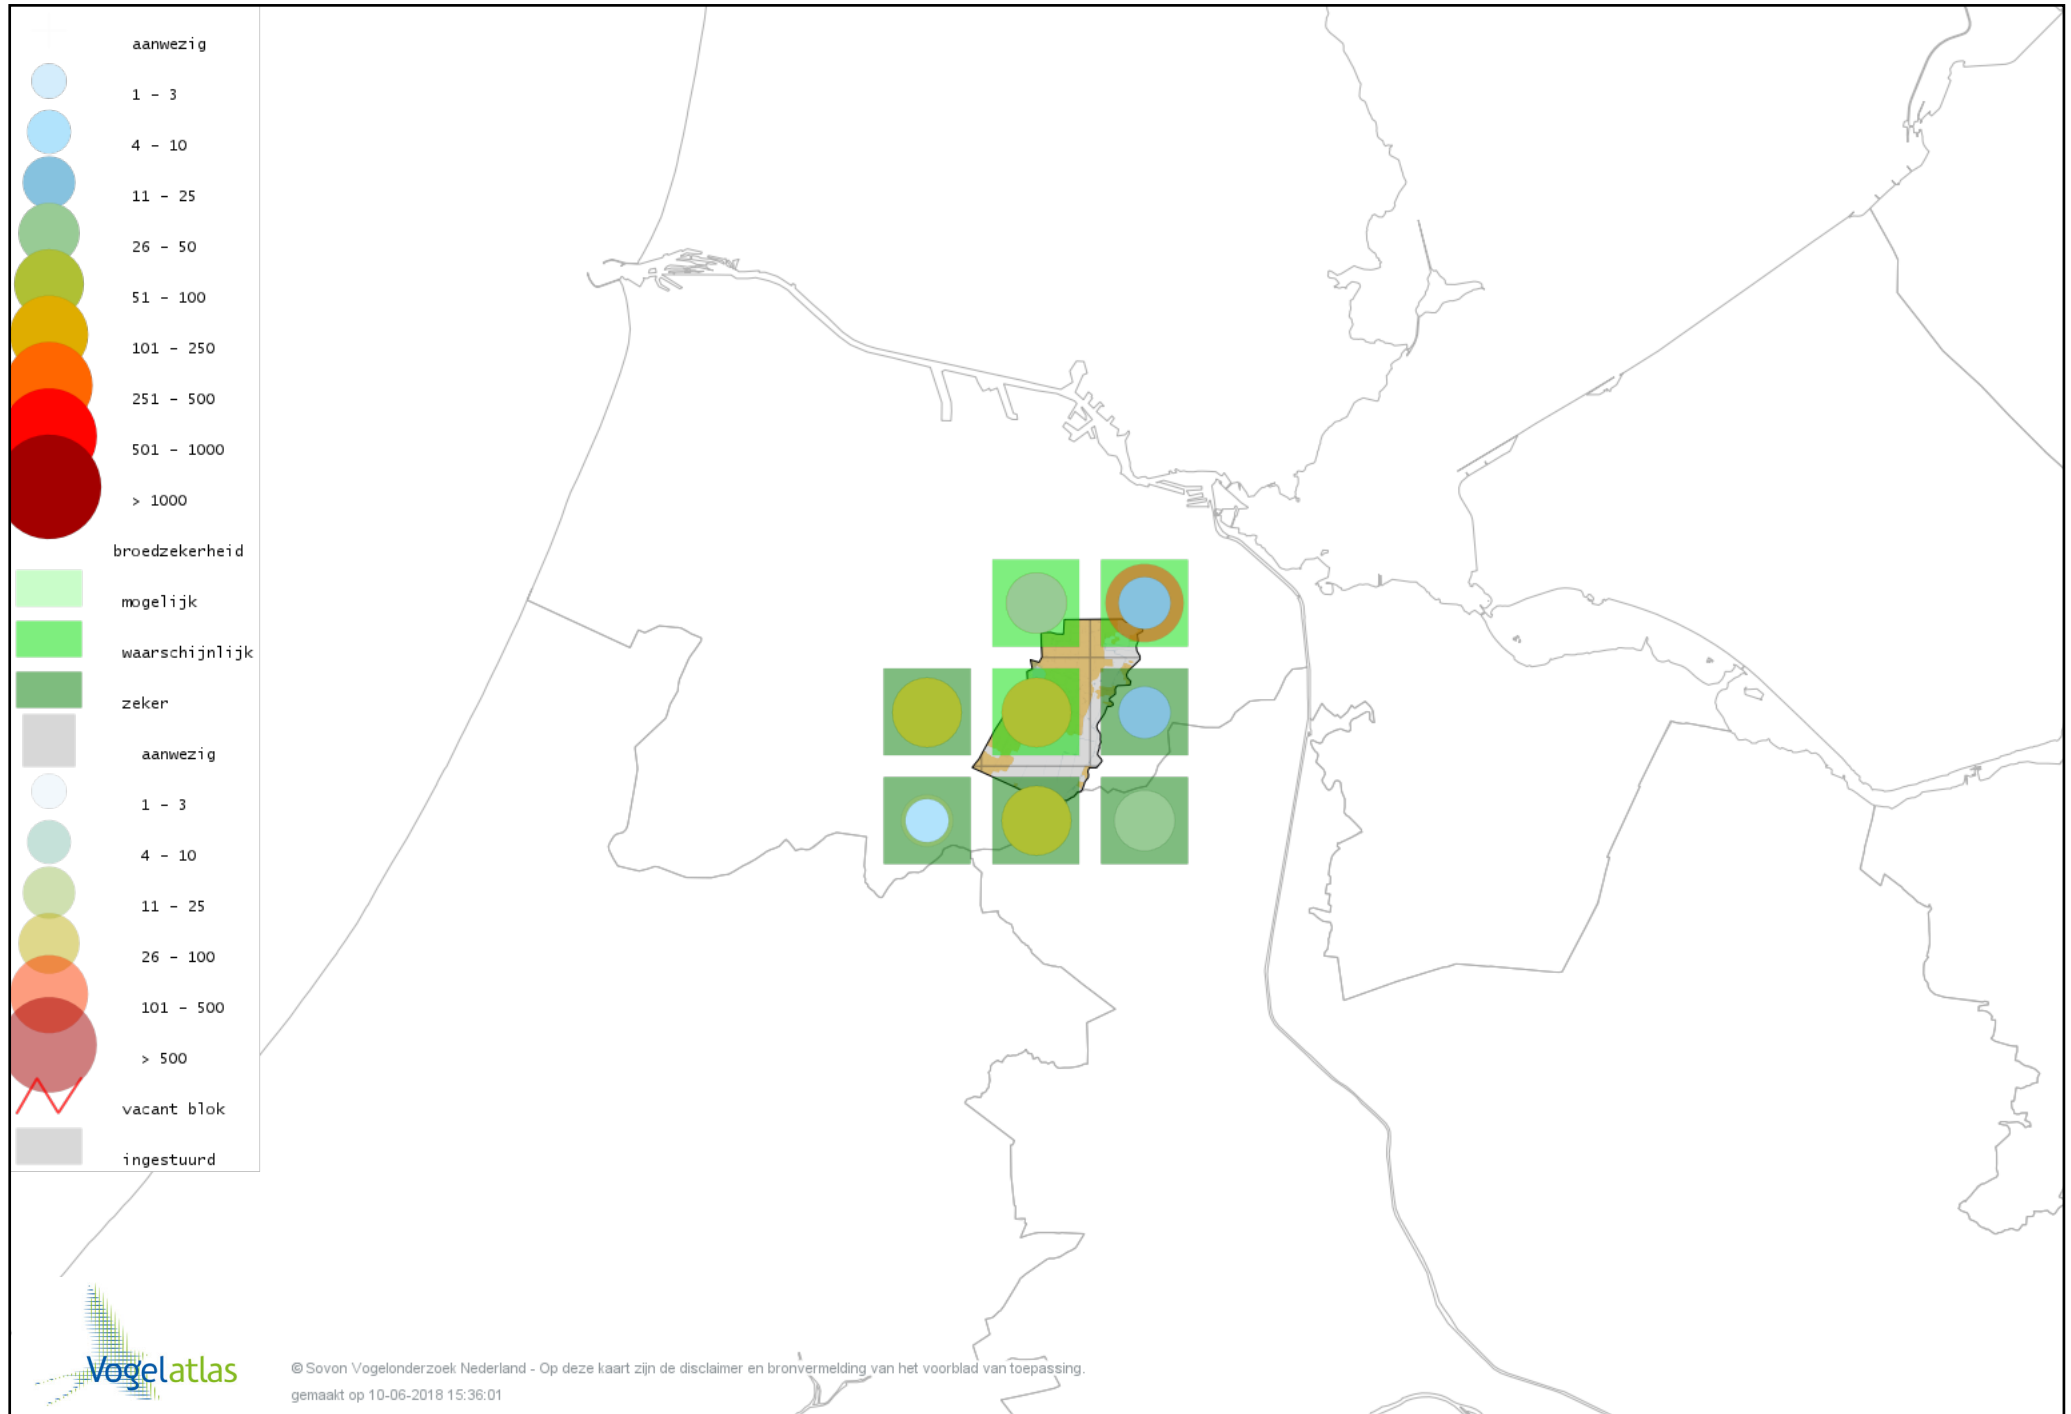 aanwezig
1 - 3
4 - 10
11 - 25
26 - 50
51 - 100
101 - 250
251 - 500
501 - 1000
> 1000
broedzekerheid
mogelijk
waarschijnlijk
zeker
aanwezig
1 - 3
4 - 10
11 - 25
26 - 100
101 - 500
> 500
vacant blok
ingestuurd
Vogelatlas
© Sovon Vogelonderzoek Nederland - Op deze kaart zijn de disclaimer en bronvermelding van het voorblad van toepassing.
gemaakt op 10-06-2018 15:36:01